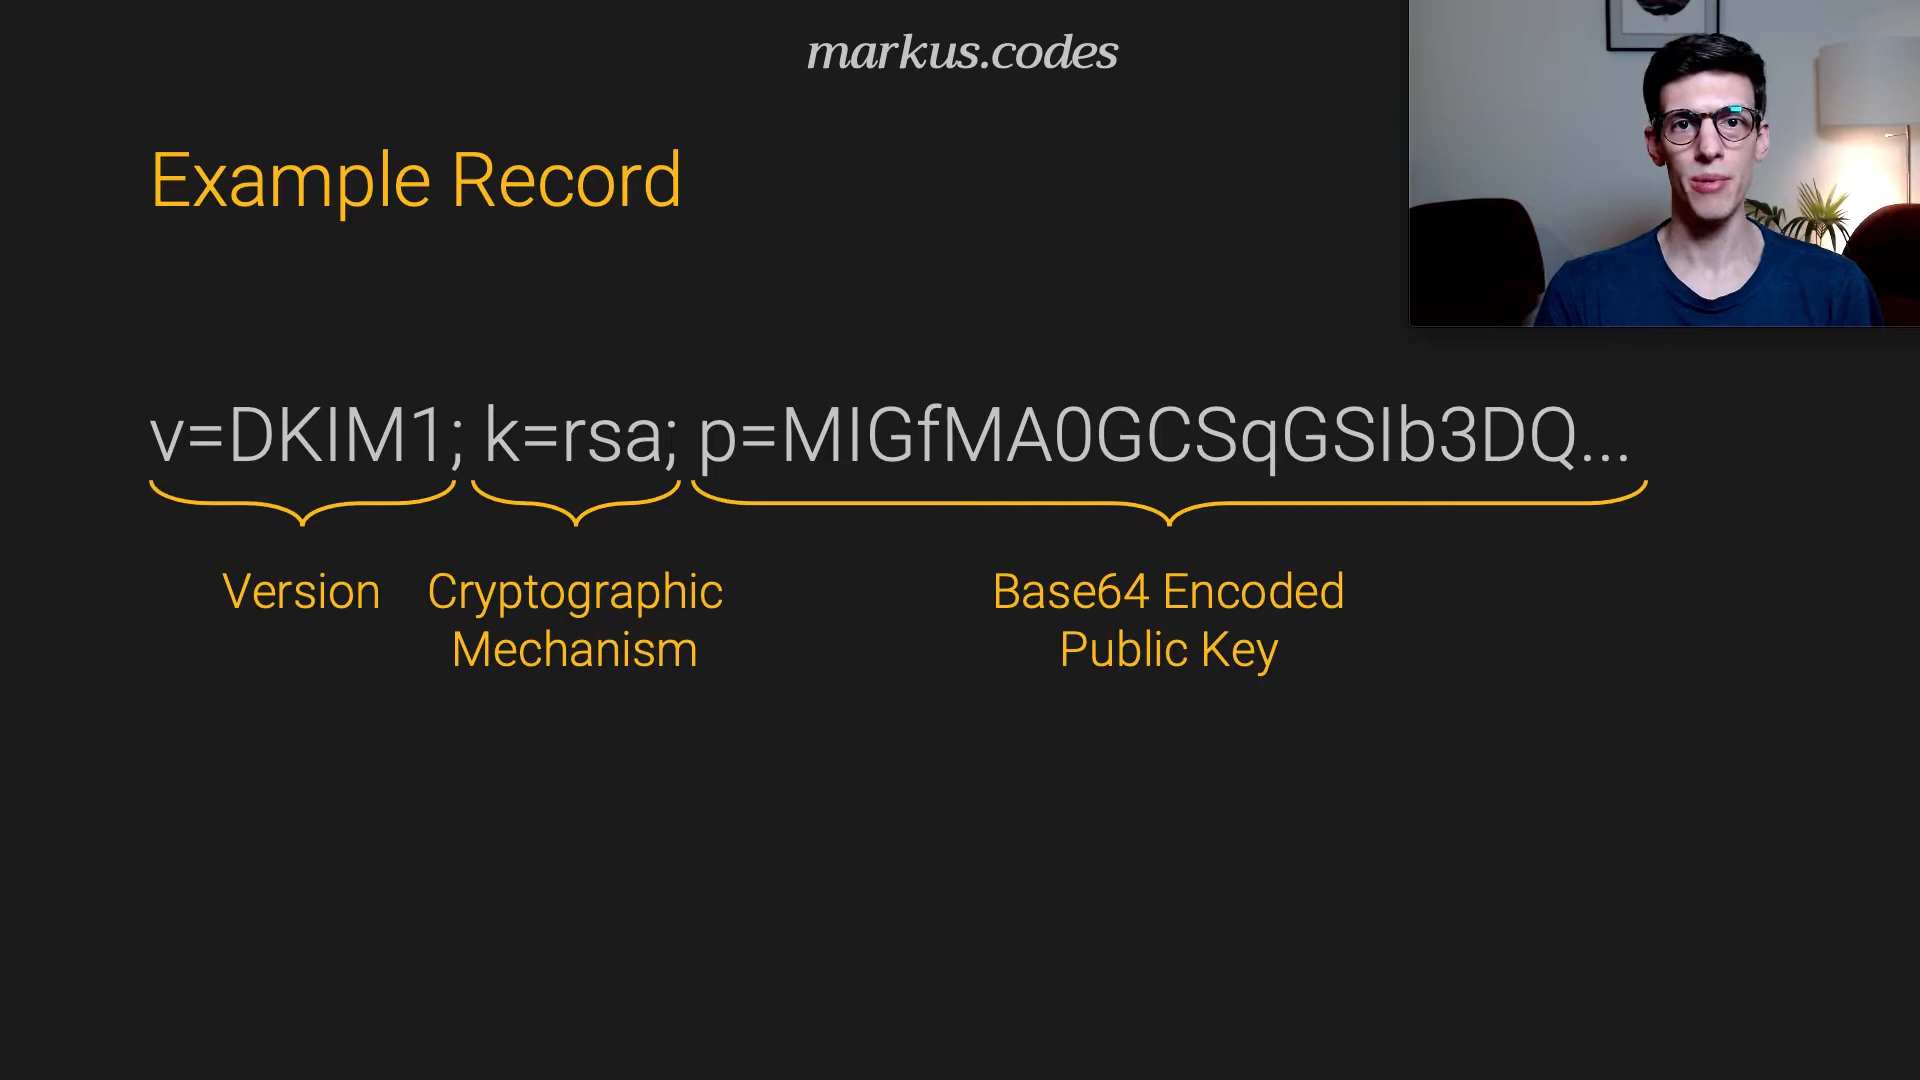 markus.codes
Example Record
v=DKIM1; k=rsa; p=MIGfMA0GCSqGSIb3DQ...
Version
Cryptographic
Mechanism
Base64 Encoded
Public Key